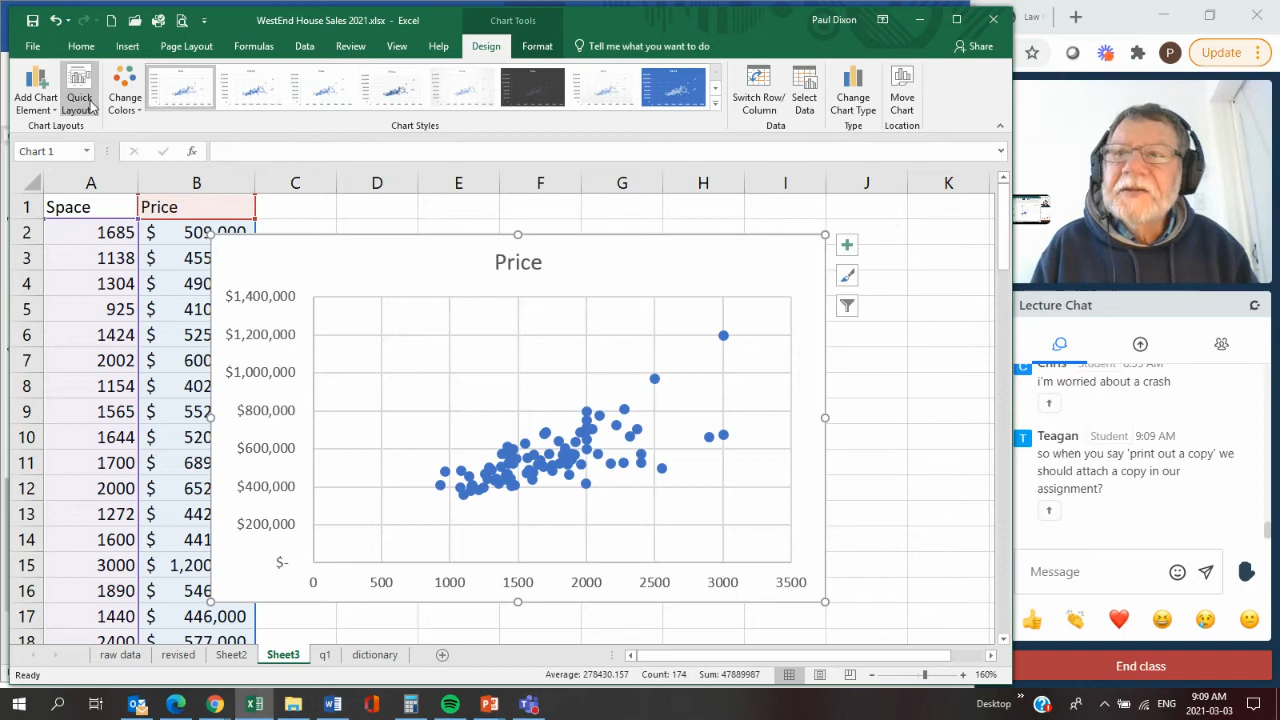 WestEnd House Sales 2021.xlsx - Excel
Chart Tools
Paul Dixon
Law
File
Home
Insert
Page Layout
Formulas
Data
Review
View
Help
Design
Format
Tell me what you want to do
Share
P
Update
Add Chart
Element
Quick
Layout
Change
Colors
Switch Row/
Column
Select
Data
Change
Chart Type
Move
Chart
Chart Layouts
Chart Styles
Data
Type
Location
Chart 1
fx
A B C D E F G H I J K
1 Space Price
2 1685 $ 509,000
3 1138 $ 455
4 1304 $ 490
5 925 $ 410
6 1424 $ 525
7 2002 $ 600
8 1154 $ 402
9 1565 $ 552
10 1644 $ 520
11 1700 $ 689
12 2000 $ 652
13 1272 $ 442
14 1600 $ 441
15 3000 $ 1,200
16 1890 $ 546
17 1440 $ 446,000
18 2400 $ 577,000
Price
$1,400,000
$1,200,000
$1,000,000
$800,000
$600,000
$400,000
$200,000
$-
0 500 1000 1500 2000 2500 3000 3500
raw data
revised
Sheet2
Sheet3
q1
dictionary
Ready
Average: 278430.157
Count: 174
Sum: 47889987
160%
Lecture Chat
C
Chris Student 8:55 AM
i'm worried about a crash
T
Teagan Student 9:09 AM
so when you say 'print out a copy' we
should attach a copy in our
assignment?
Message
End class
Desktop
ENG
9:09 AM
2021-03-03